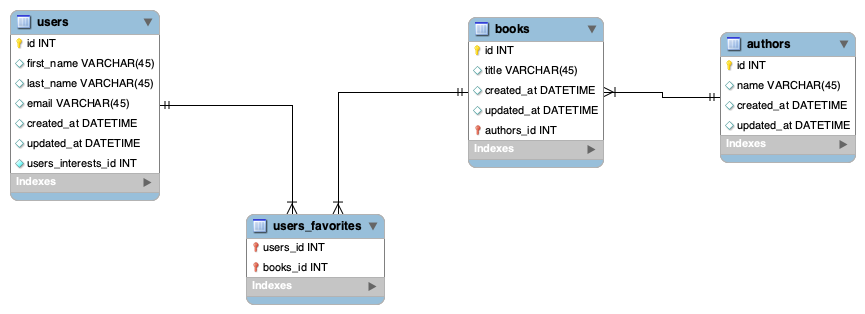 users
id INT
first_name VARCHAR(45)
last_name VARCHAR(45)
email VARCHAR(45)
created_at DATETIME
updated_at DATETIME
users_interests_id INT
Indexes
books
id INT
title VARCHAR(45)
created_at DATETIME
updated_at DATETIME
authors_id INT
Indexes
authors
id INT
name VARCHAR(45)
created_at DATETIME
updated_at DATETIME
Indexes
users_favorites
users_id INT
books_id INT
Indexes